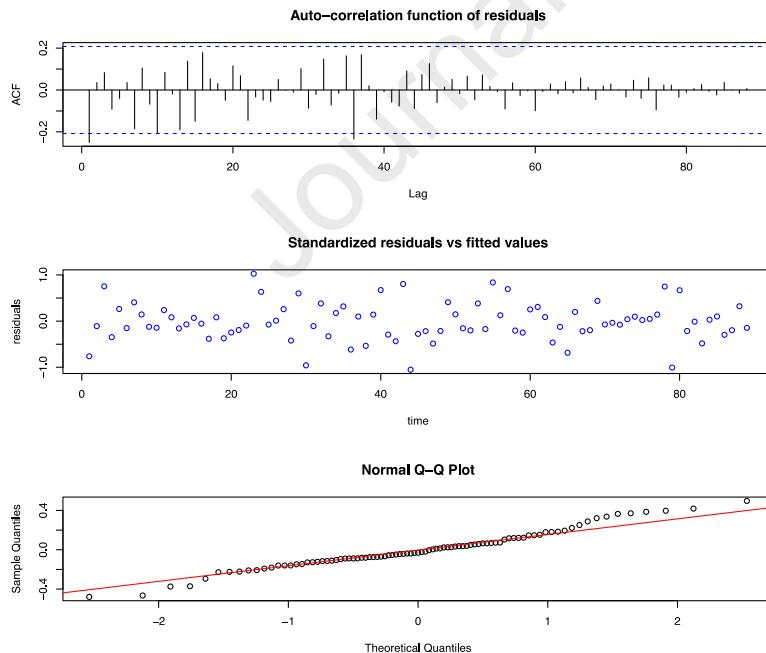 Auto−correlation function of residuals
ACF
0.2
0.0
−0.2
0 20 40 60 80
Lag
Journal
Standardized residuals vs fitted values
residuals
1.0
0.0
−1.0
0 20 40 60 80
time
Normal Q−Q Plot
Sample Quantiles
0.4
0.0
−0.4
−2 −1 0 1 2
Theoretical Quantiles